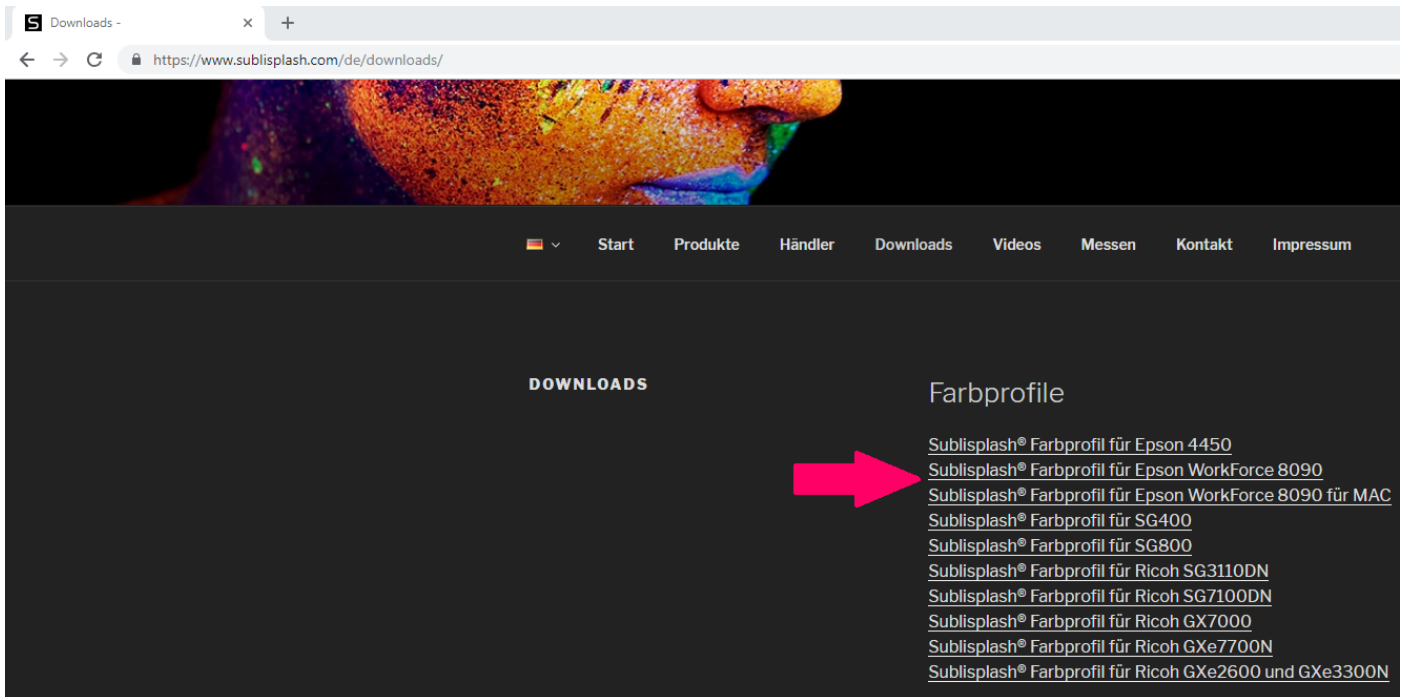 S Downloads -
https://www.sublisplash.com/de/downloads/
Start Produkte Händler Downloads Videos Messen Kontakt Impressum
DOWNLOADS
Farbprofile
Sublisplash® Farbprofil für Epson 4450
Sublisplash® Farbprofil für Epson WorkForce 8090
Sublisplash® Farbprofil für Epson WorkForce 8090 für MAC
Sublisplash® Farbprofil für SG400
Sublisplash® Farbprofil für SG800
Sublisplash® Farbprofil für Ricoh SG3110DN
Sublisplash® Farbprofil für Ricoh SG7100DN
Sublisplash® Farbprofil für Ricoh GX7000
Sublisplash® Farbprofil für Ricoh GXe7700N
Sublisplash® Farbprofil für Ricoh GXe2600 und GXe3300N